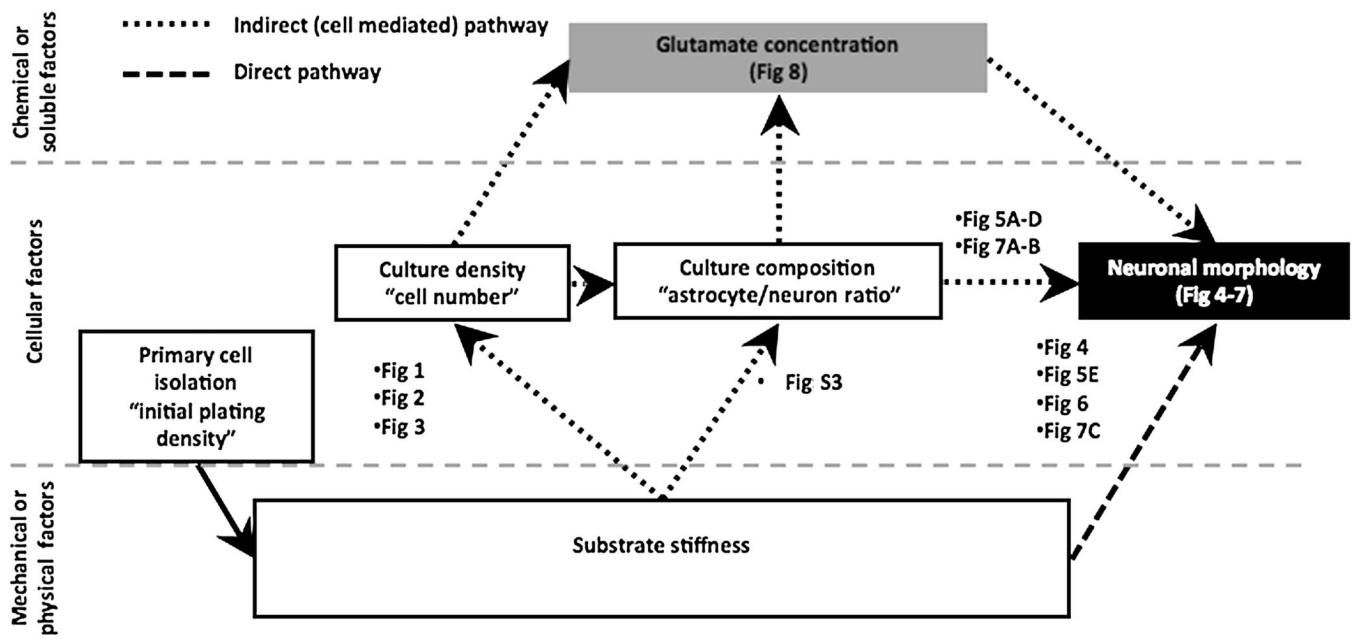 Chemical or
soluble factors
Indirect (cell mediated) pathway
Direct pathway
Glutamate concentration
(Fig 8)
Cellular factors
Culture density
“cell number”
Culture composition
“astrocyte/neuron ratio”
•Fig 5A-D
•Fig 7A-B
Neuronal morphology
(Fig 4-7)
Primary cell
isolation
“initial plating
density”
•Fig 1
•Fig 2
•Fig 3
• Fig S3
•Fig 4
•Fig 5E
•Fig 6
•Fig 7C
Mechanical or
physical factors
Substrate stiffness